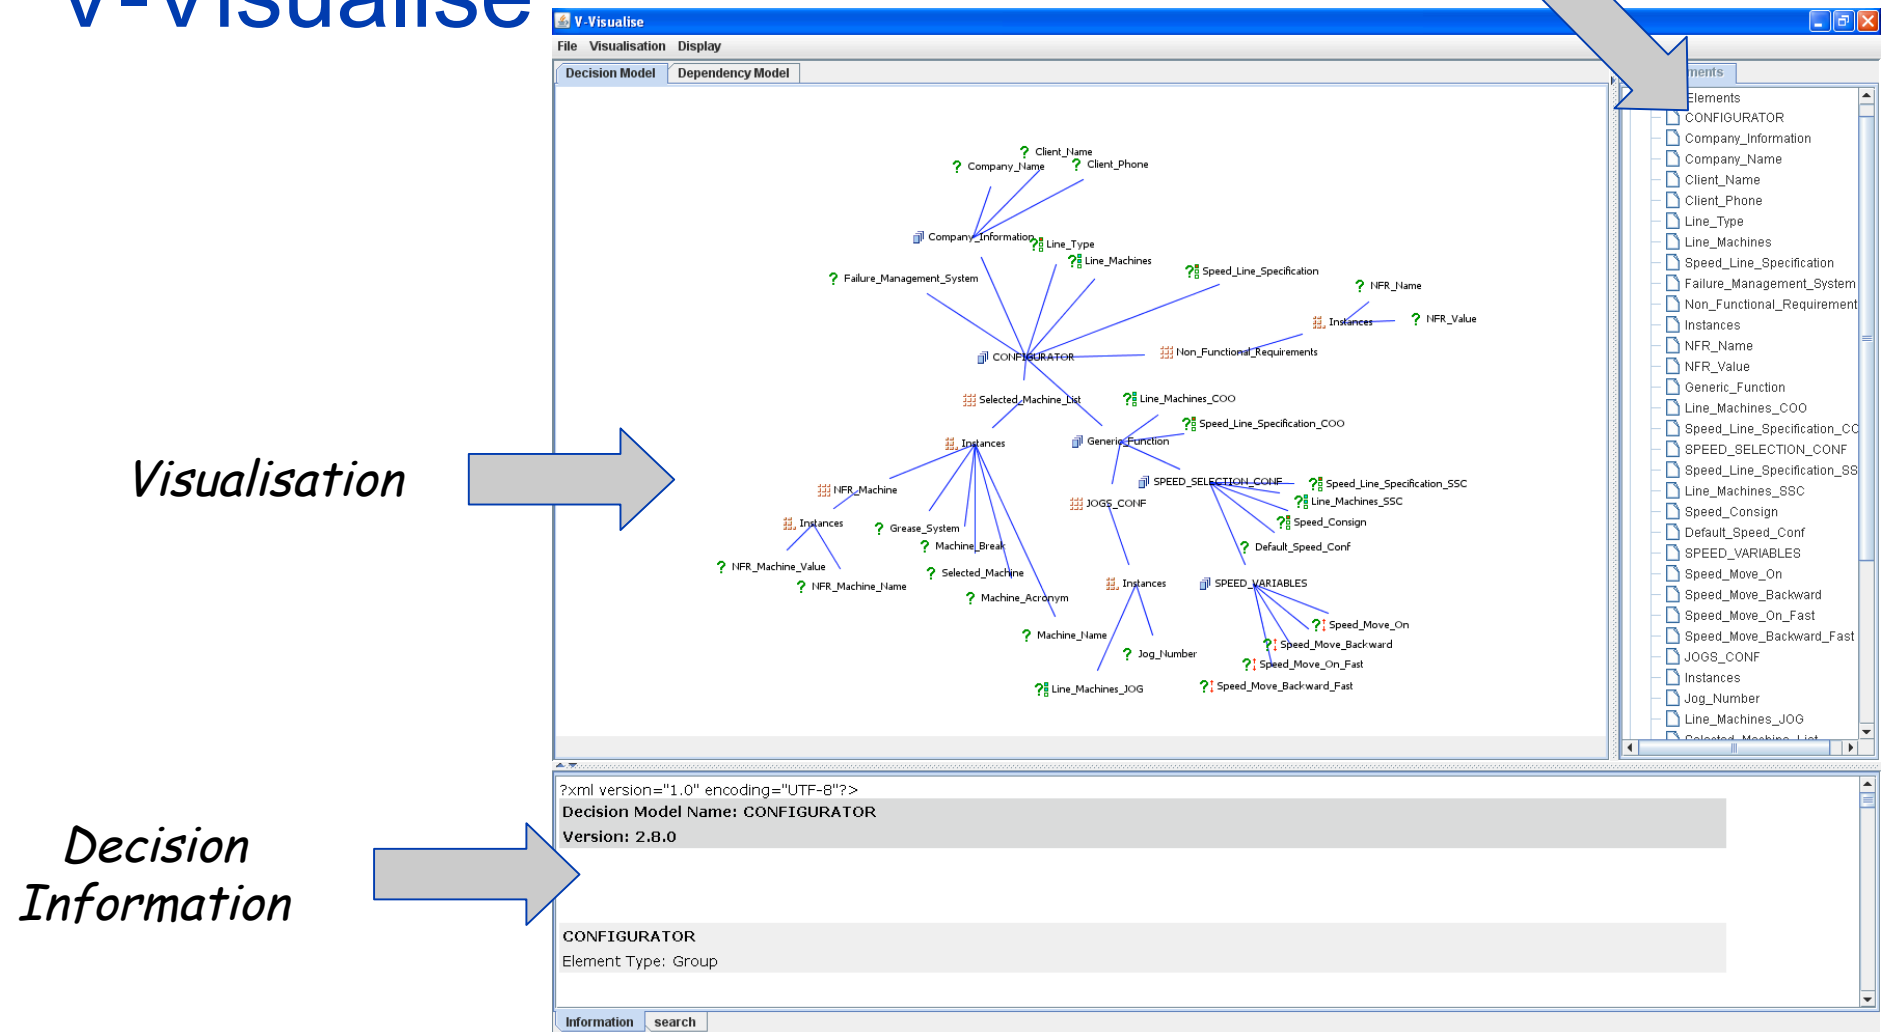 V-Visualise
V-Visualise
File Visualisation Display
Decision Model Dependency Model
Elements
CONFIGURATOR
Company_Information
Company_Name
Client_Name
Client_Phone
Line_Type
Line_Machines
Speed_Line_Specification
Failure_Management_System
Non_Functional_Requirement
Instances
NFR_Name
NFR_Value
Generic_Function
Line_Machines_COO
Speed_Line_Specification_CO
SPEED_SELECTION_CONF
Speed_Line_Specification_SS
Line_Machines_SSC
Speed_Consign
Default_Speed_Conf
SPEED_VARIABLES
Speed_Move_On
Speed_Move_Backward
Speed_Move_On_Fast
Speed_Move_Backward_Fast
JOGS_CONF
Instances
Jog_Number
Line_Machines_JOG
Selected_Machine_List
Client_Name
Company_Name
Client_Phone
Company_Information
Line_Type
Line_Machines
Failure_Management_System
Speed_Line_Specification
NFR_Name
Instances
NFR_Value
CONFIGURATOR
Non_Functional_Requirements
Selected_Machine_List
Line_Machines_COO
Speed_Line_Specification_COO
Instances
Generic_Function
NFR_Machine
SPEED_SELECTION_CONF
Speed_Line_Specification_SSC
JOGS_CONF
Line_Machines_SSC
Instances
Grease_System
Speed_Consign
Machine_Break
Default_Speed_Conf
NFR_Machine_Value
Selected_Machine
NFR_Machine_Name
Instances
SPEED_VARIABLES
Machine_Acronym
Machine_Name
Speed_Move_On
Jog_Number
Speed_Move_Backward
Speed_Move_On_Fast
Line_Machines_JOG
Speed_Move_Backward_Fast
Visualisation
?xml version="1.0" encoding="UTF-8"?>
Decision Model Name: CONFIGURATOR
Version: 2.8.0
CONFIGURATOR
Element Type: Group
Decision
Information
Information search